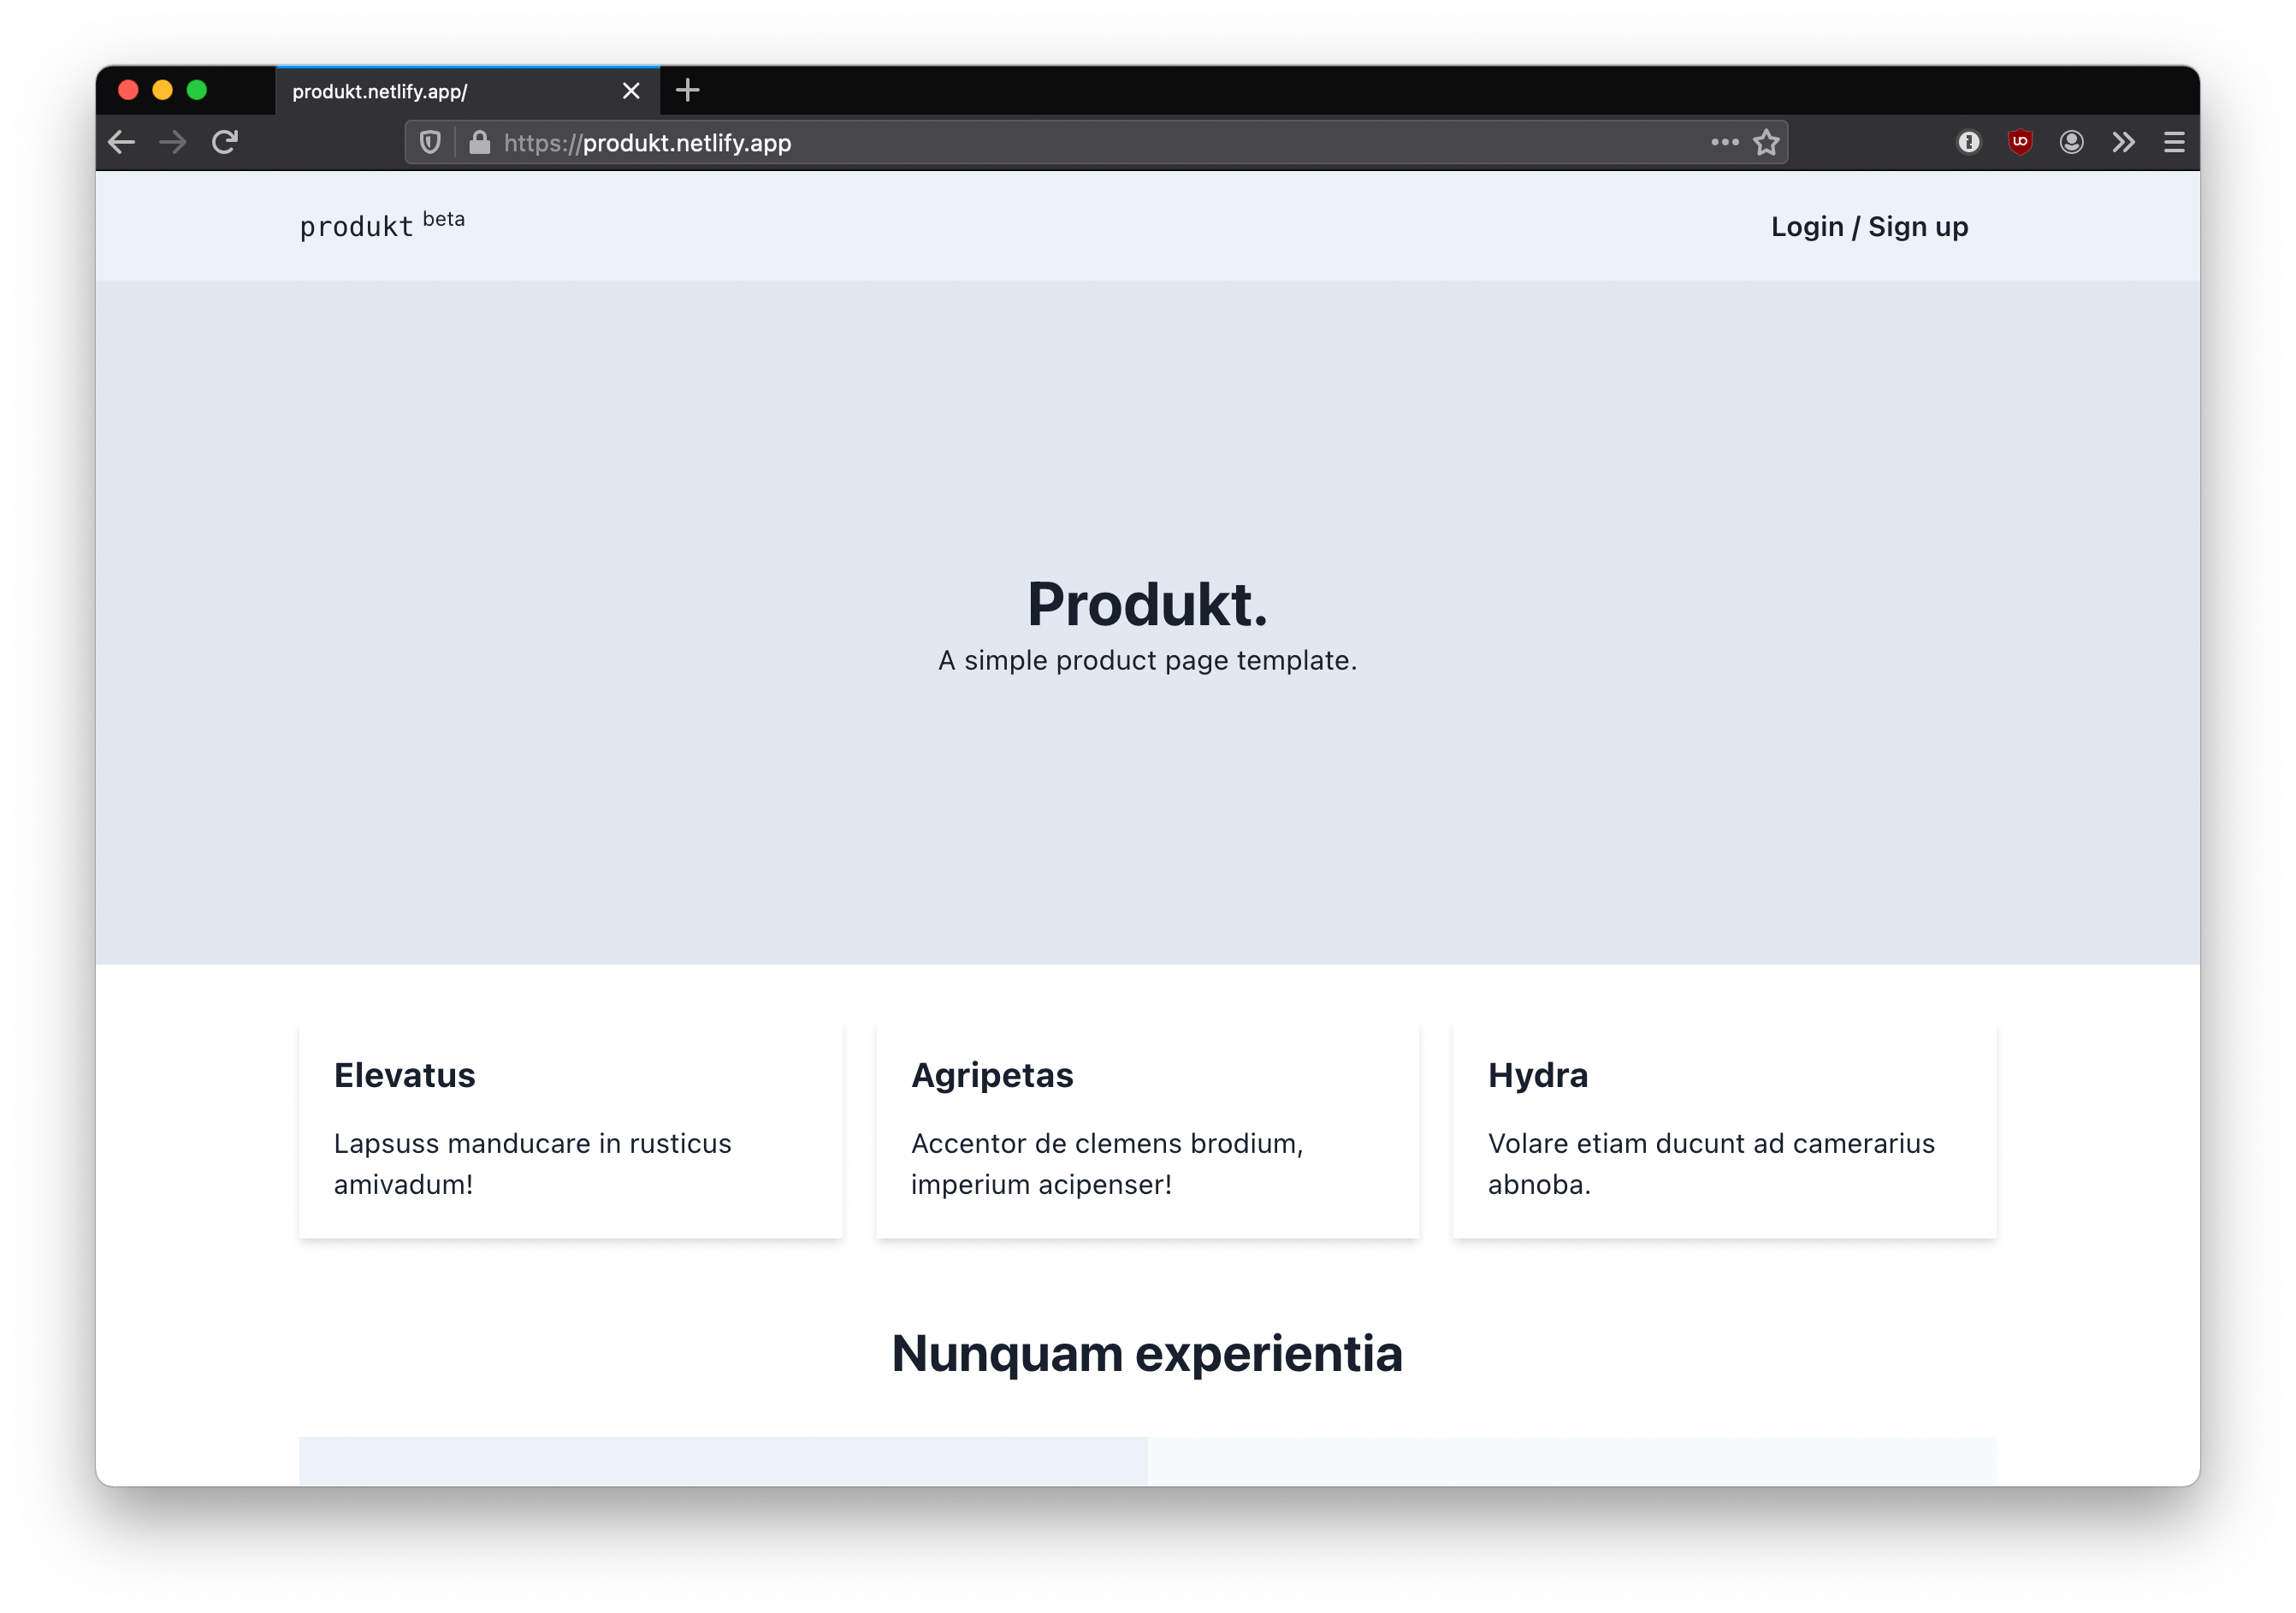 produkt.netlify.app/
https://produkt.netlify.app
produkt beta
Login / Sign up
Produkt.
A simple product page template.
Elevatus
Lapsuss manducare in rusticus
amivadum!
Agripetas
Accentor de clemens brodium,
imperium acipenser!
Hydra
Volare etiam ducunt ad camerarius
abnoba.
Nunquam experientia